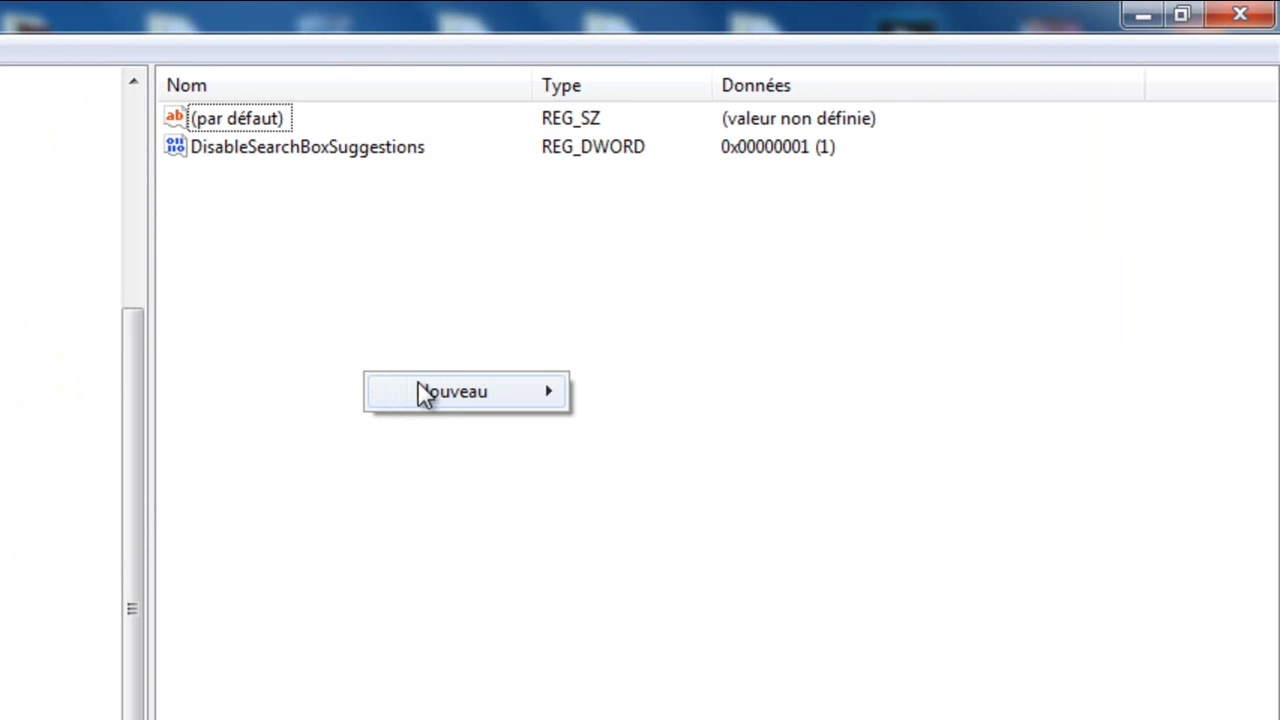 Nom Type Données
(par défaut) REG_SZ (valeur non définie)
DisableSearchBoxSuggestions REG_DWORD 0x00000001 (1)
Nouveau